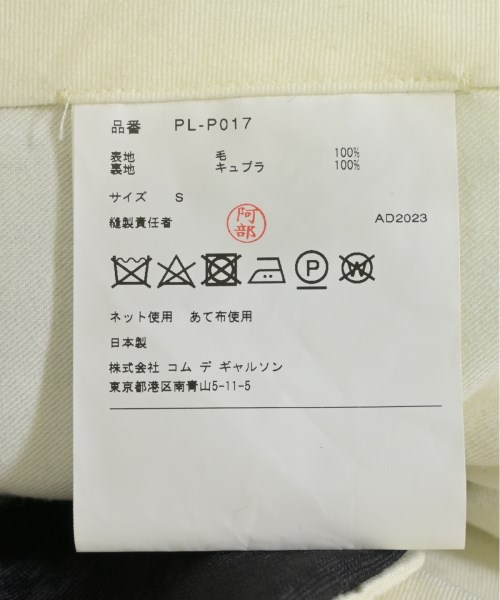 品番 PL-P017
表地 毛 100%
裏地 キュプラ 100%
サイズ S
縫製責任者 阿部 AD2023
P W
ネット使用 あて布使用
日本製
株式会社 コム デ ギャルソン
東京都港区南青山5-11-5